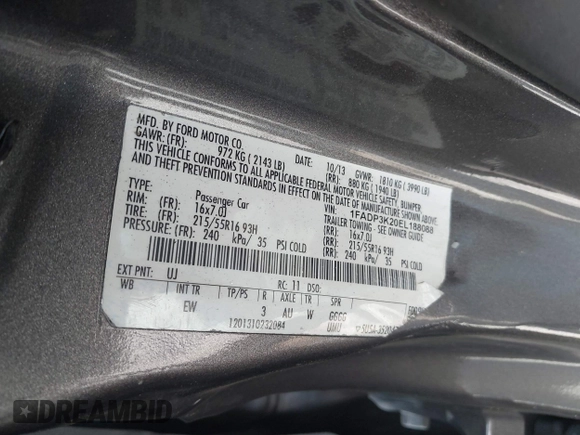 MFD. BY FORD MOTOR CO.
10/13 GVWR: 1810 KG ( 3990 LB)
GAWR: (FR): 972 KG ( 2143 LB) (RR): 880 KG ( 1940 LB)
THIS VEHICLE CONFORMS TO ALL APPLICABLE FEDERAL MOTOR VEHICLE SAFETY, BUMPER,
AND THEFT PREVENTION STANDARDS IN EFFECT ON THE DATE OF MANUFACTURE SHOWN ABOVE.
VIN: 1FADP3K20EL188088
TYPE: Passenger Car TRAILER TOWING - SEE OWNER GUIDE
RIM: (FR): 16x7.0J (RR): 16x7.0J
TIRE: (FR): 215/55R16 93H (RR): 215/55R16 93H
PRESSURE: (FR): 240 kPa/ 35 PSI COLD (RR): 240 kPa/ 35 PSI COLD
EXT PNT: UJ RC: 11 DSO:
WB INT TR TP/PS R AXLE TR SPR
EW 3 AU W GGGG
1201310232084 UMU
DREAMBID